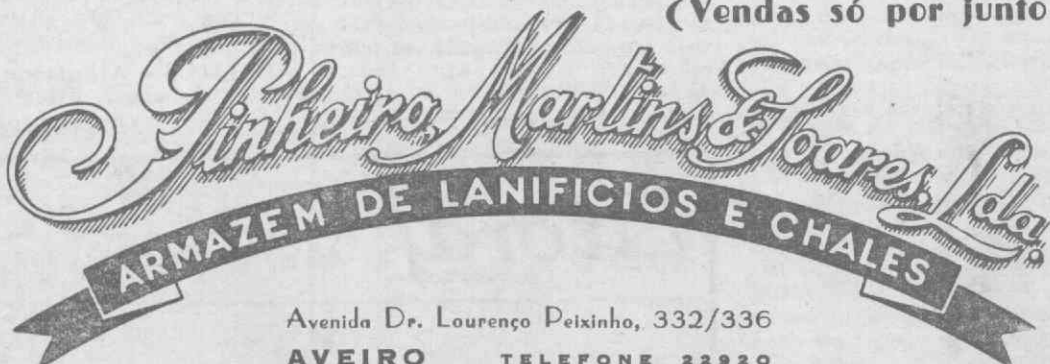 (Vendas só por junto
Pinheiro, Martins & Soares, Lda.
ARMAZEM DE LANIFICIOS E CHALES
Avenida Dr. Lourenço Peixinho, 332/336
AVEIRO TELEFONE 22920